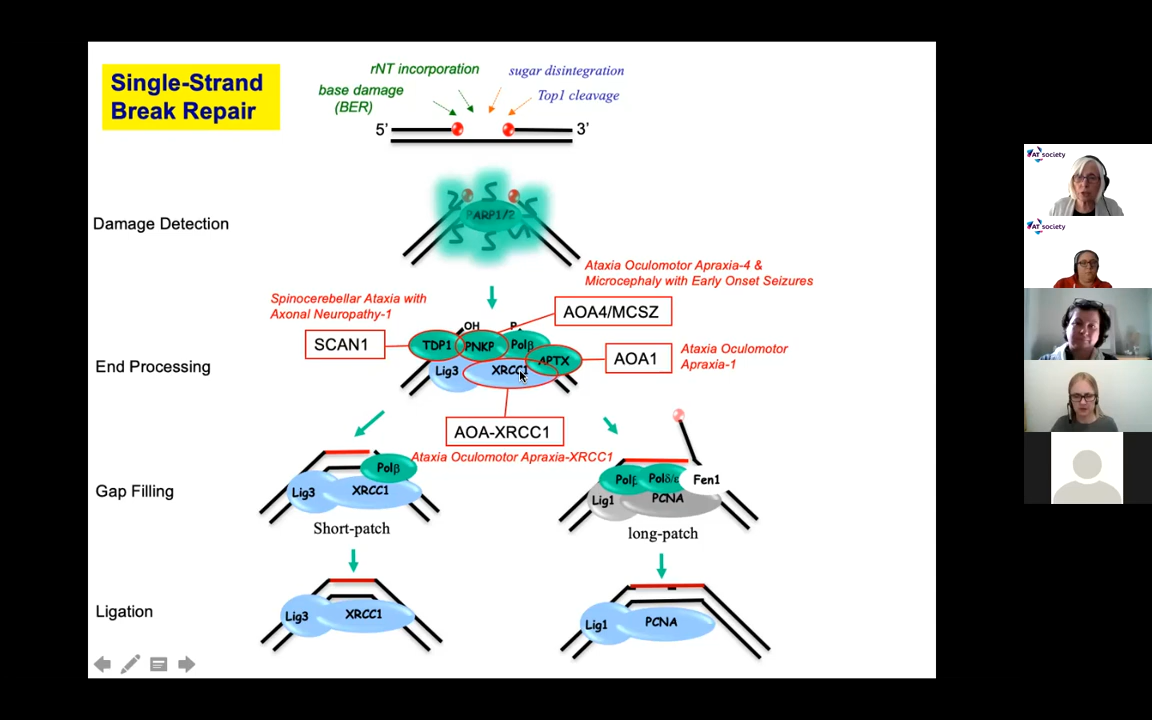 Single-Strand
Break Repair
rNT incorporation
sugar disintegration
base damage
(BER)
Top1 cleavage
5’
3’
Damage Detection
PARP1/2
Ataxia Oculomotor Apraxia-4 &
Microcephaly with Early Onset Seizures
Spinocerebellar Ataxia with
Axonal Neuropathy-1
AOA4/MCSZ
OH
P
SCAN1
TDP1
PNKP
Polβ
APTX
AOA1
Ataxia Oculomotor
Apraxia-1
End Processing
Lig3
XRCC1
AOA-XRCC1
Ataxia Oculomotor Apraxia-XRCC1
Gap Filling
Polβ
Lig3
XRCC1
Short-patch
Polβ
Polδ/ε
Fen1
Lig1
PCNA
long-patch
Ligation
Lig3
XRCC1
Lig1
PCNA
AT society
AT society